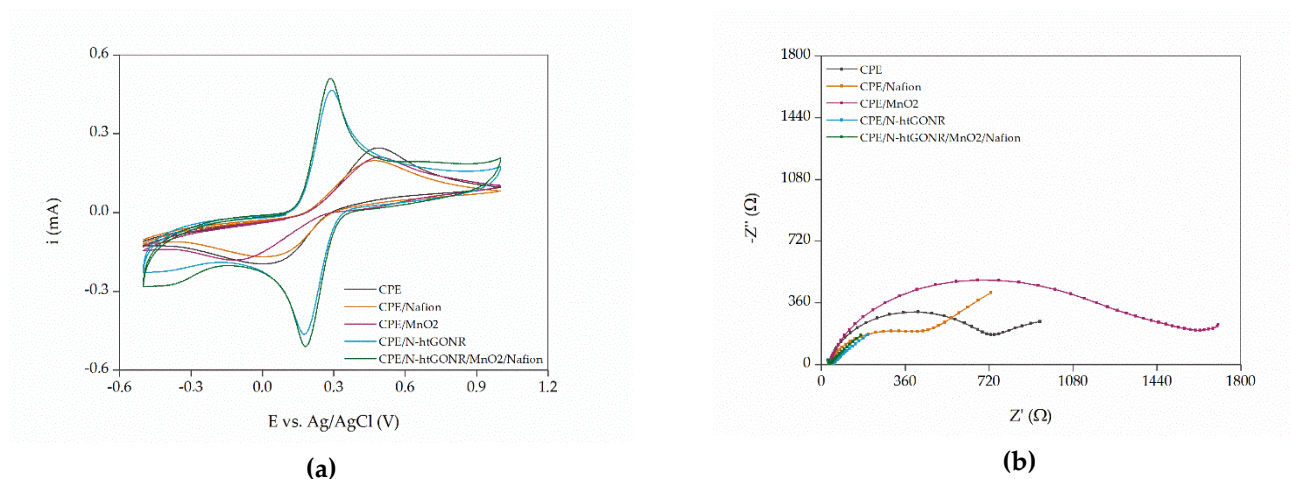 0.6
0.3
0.0
-0.3
-0.6
i (mA)
CPE
CPE/Nafion
CPE/MnO2
CPE/N-htGONR
CPE/N-htGONR/MnO2/Nafion
-0.6 -0.3 0.0 0.3 0.6 0.9 1.2
E vs. Ag/AgCl (V)
(a)
1800
1440
1080
720
360
0
-Z'' (Ω)
CPE
CPE/Nafion
CPE/MnO2
CPE/N-htGONR
CPE/N-htGONR/MnO2/Nafion
0 360 720 1080 1440 1800
Z' (Ω)
(b)